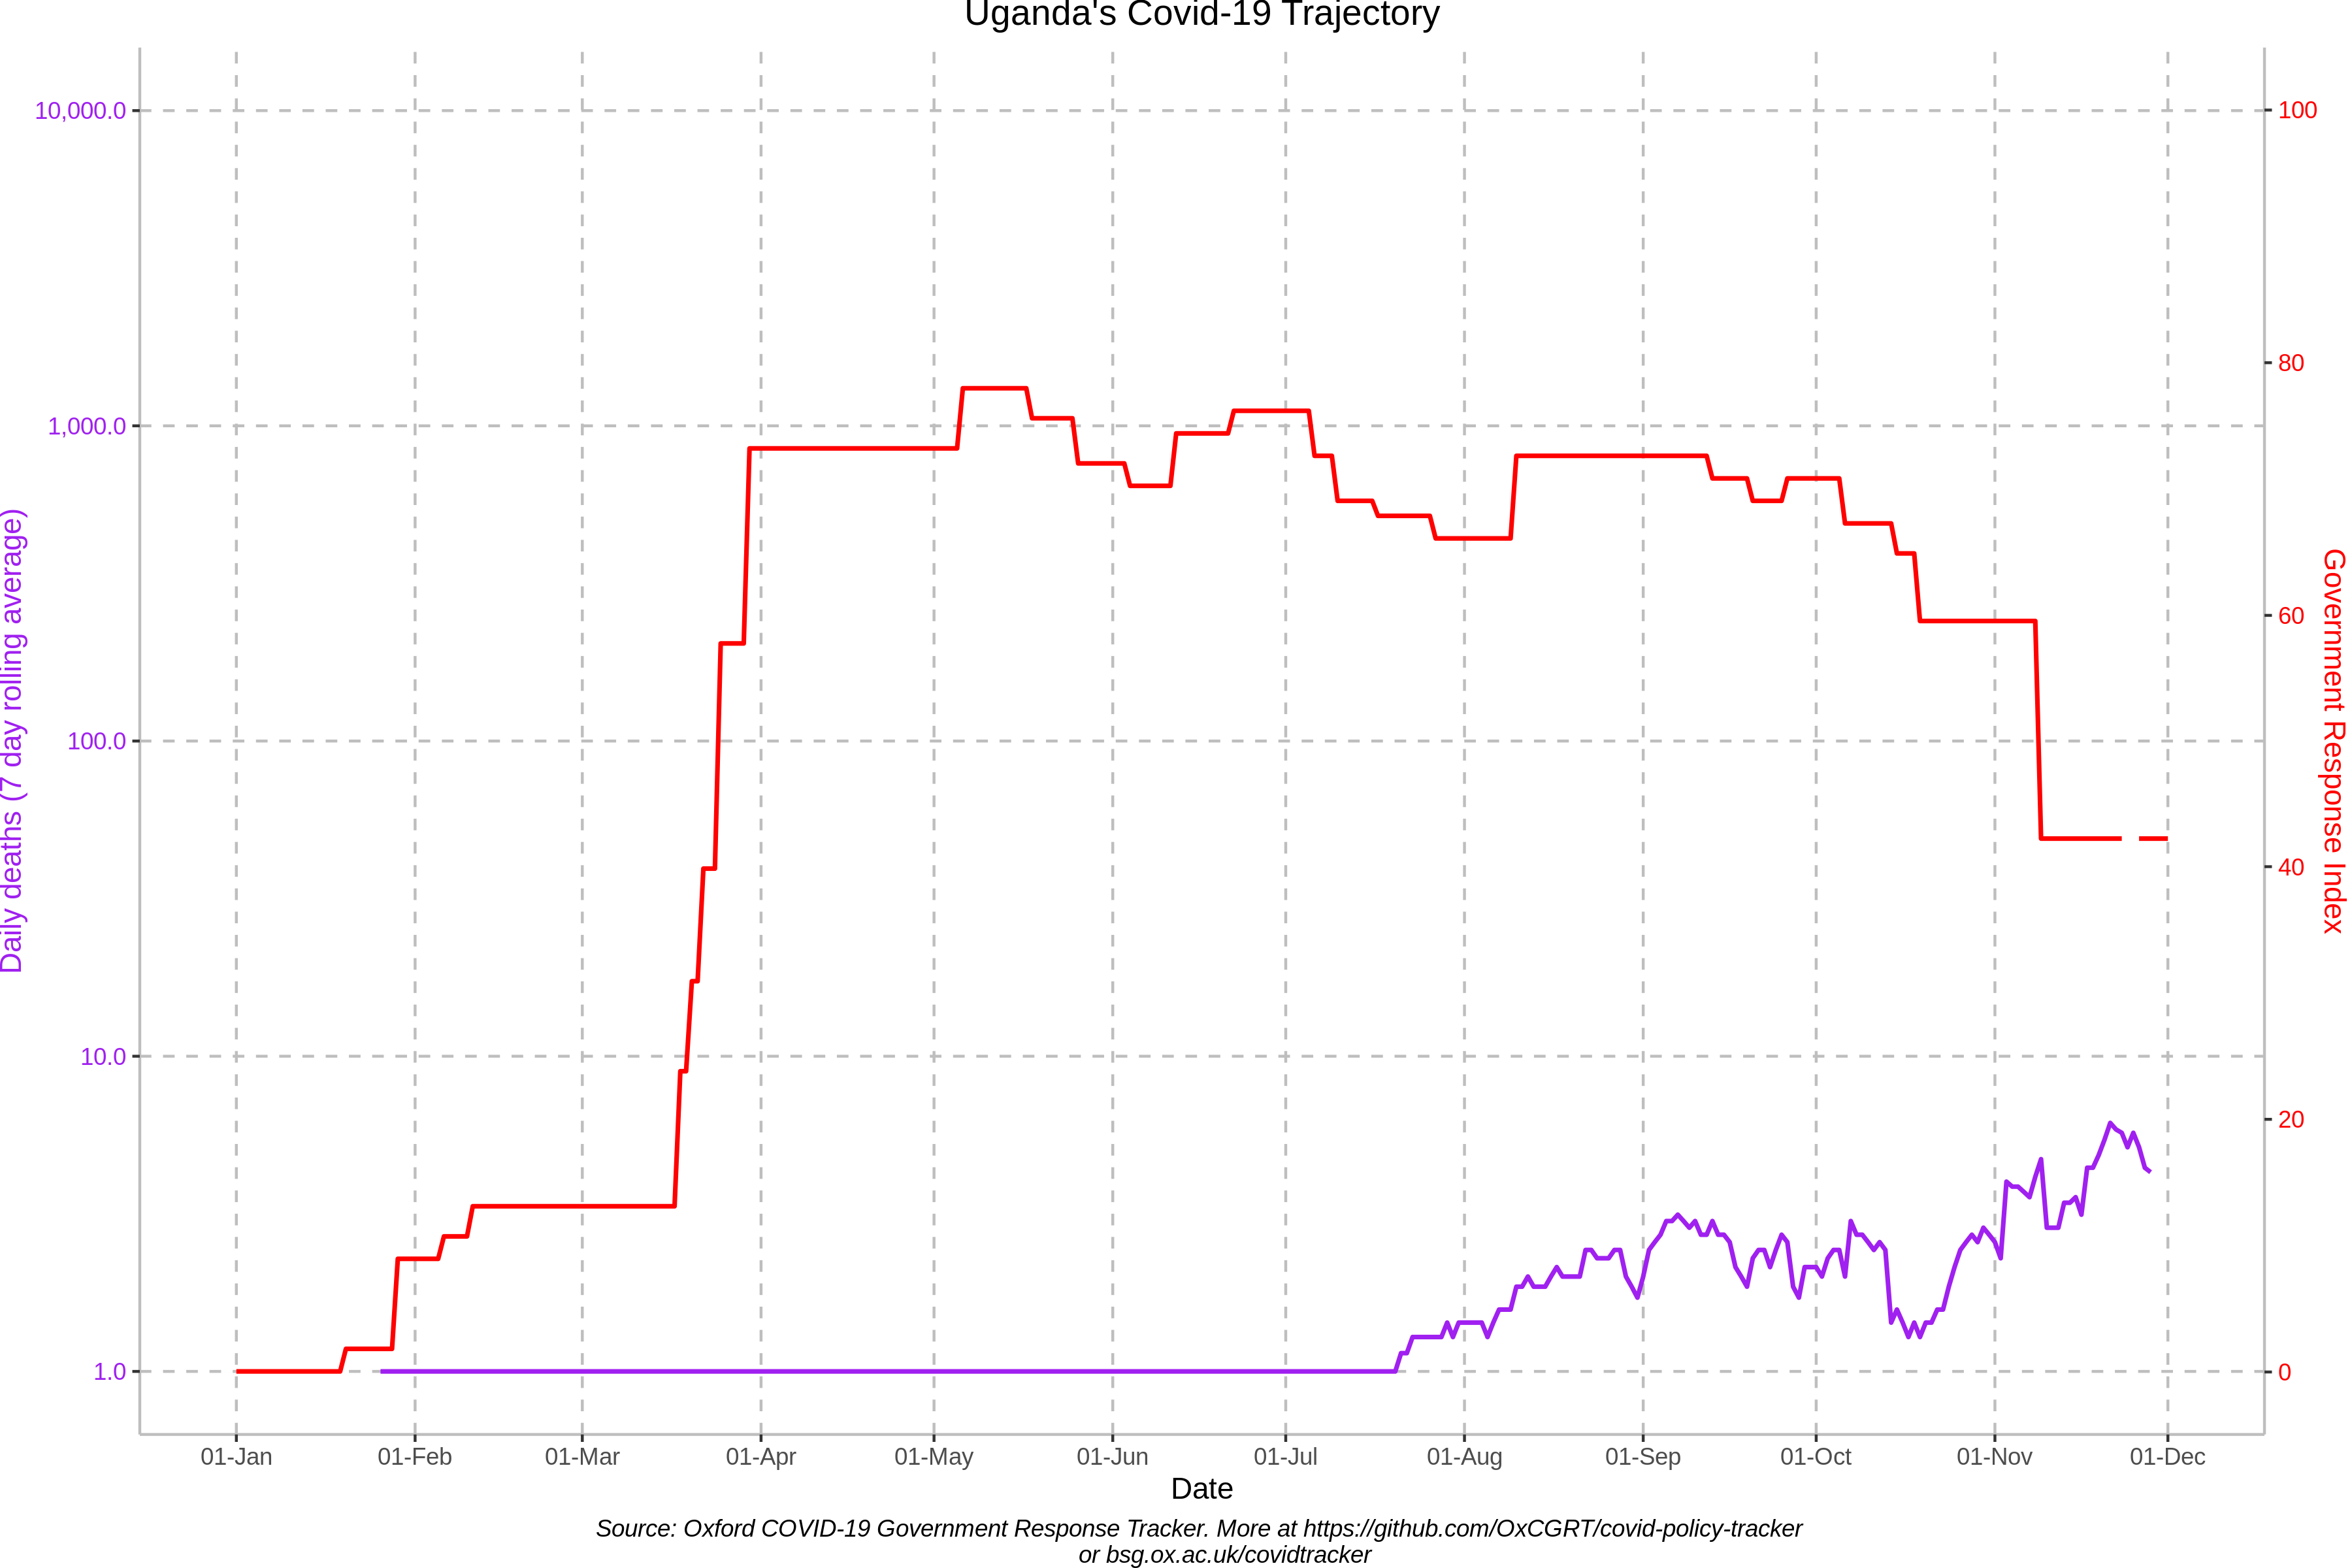 Uganda's Covid-19 Trajectory
10,000.0
1,000.0
100.0
10.0
1.0
Daily deaths (7 day rolling average)
100
80
60
40
20
0
Government Response Index
01-Jan 01-Feb 01-Mar 01-Apr 01-May 01-Jun 01-Jul 01-Aug 01-Sep 01-Oct 01-Nov 01-Dec
Date
Source: Oxford COVID-19 Government Response Tracker. More at https://github.com/OxCGRT/covid-policy-tracker
or bsg.ox.ac.uk/covidtracker